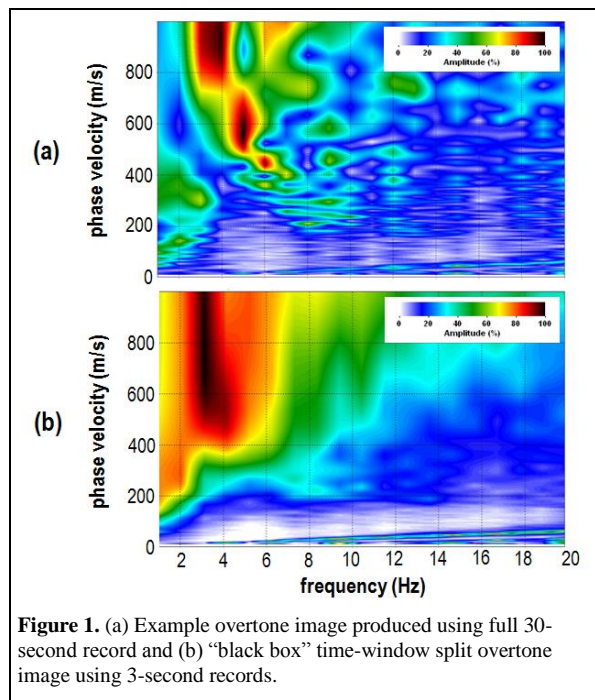 0 20 40 60 80 100
Amplitude (%)
(a)
phase velocity (m/s)
800
600
400
200
0
0 20 40 60 80 100
Amplitude (%)
(b)
phase velocity (m/s)
800
600
400
200
0
2 4 6 8 10 12 14 16 18 20
frequency (Hz)
Figure 1. (a) Example overtone image produced using full 30-
second record and (b) “black box” time-window split overtone
image using 3-second records.